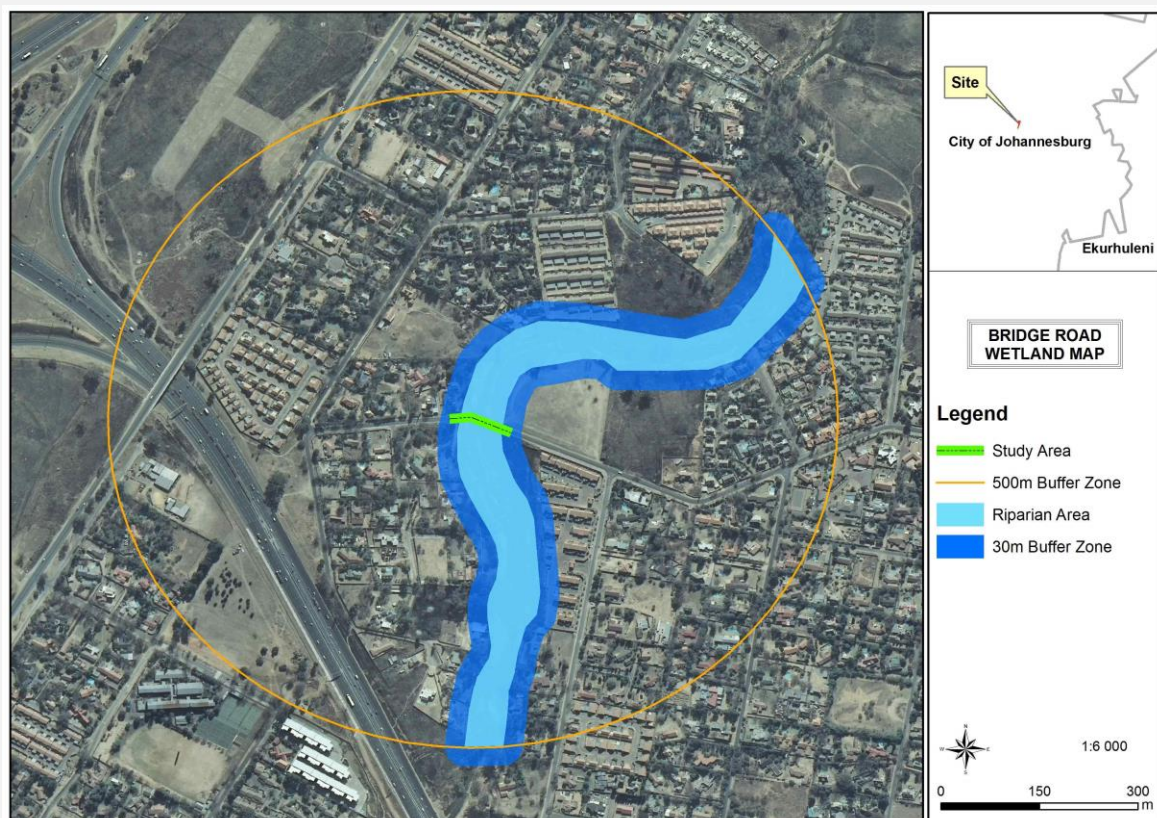 Site
City of Johannesburg
Ekurhuleni
BRIDGE ROAD
WETLAND MAP
Legend
Study Area
500m Buffer Zone
Riparian Area
30m Buffer Zone
N
W E
S
1:6 000
0 150 300
m